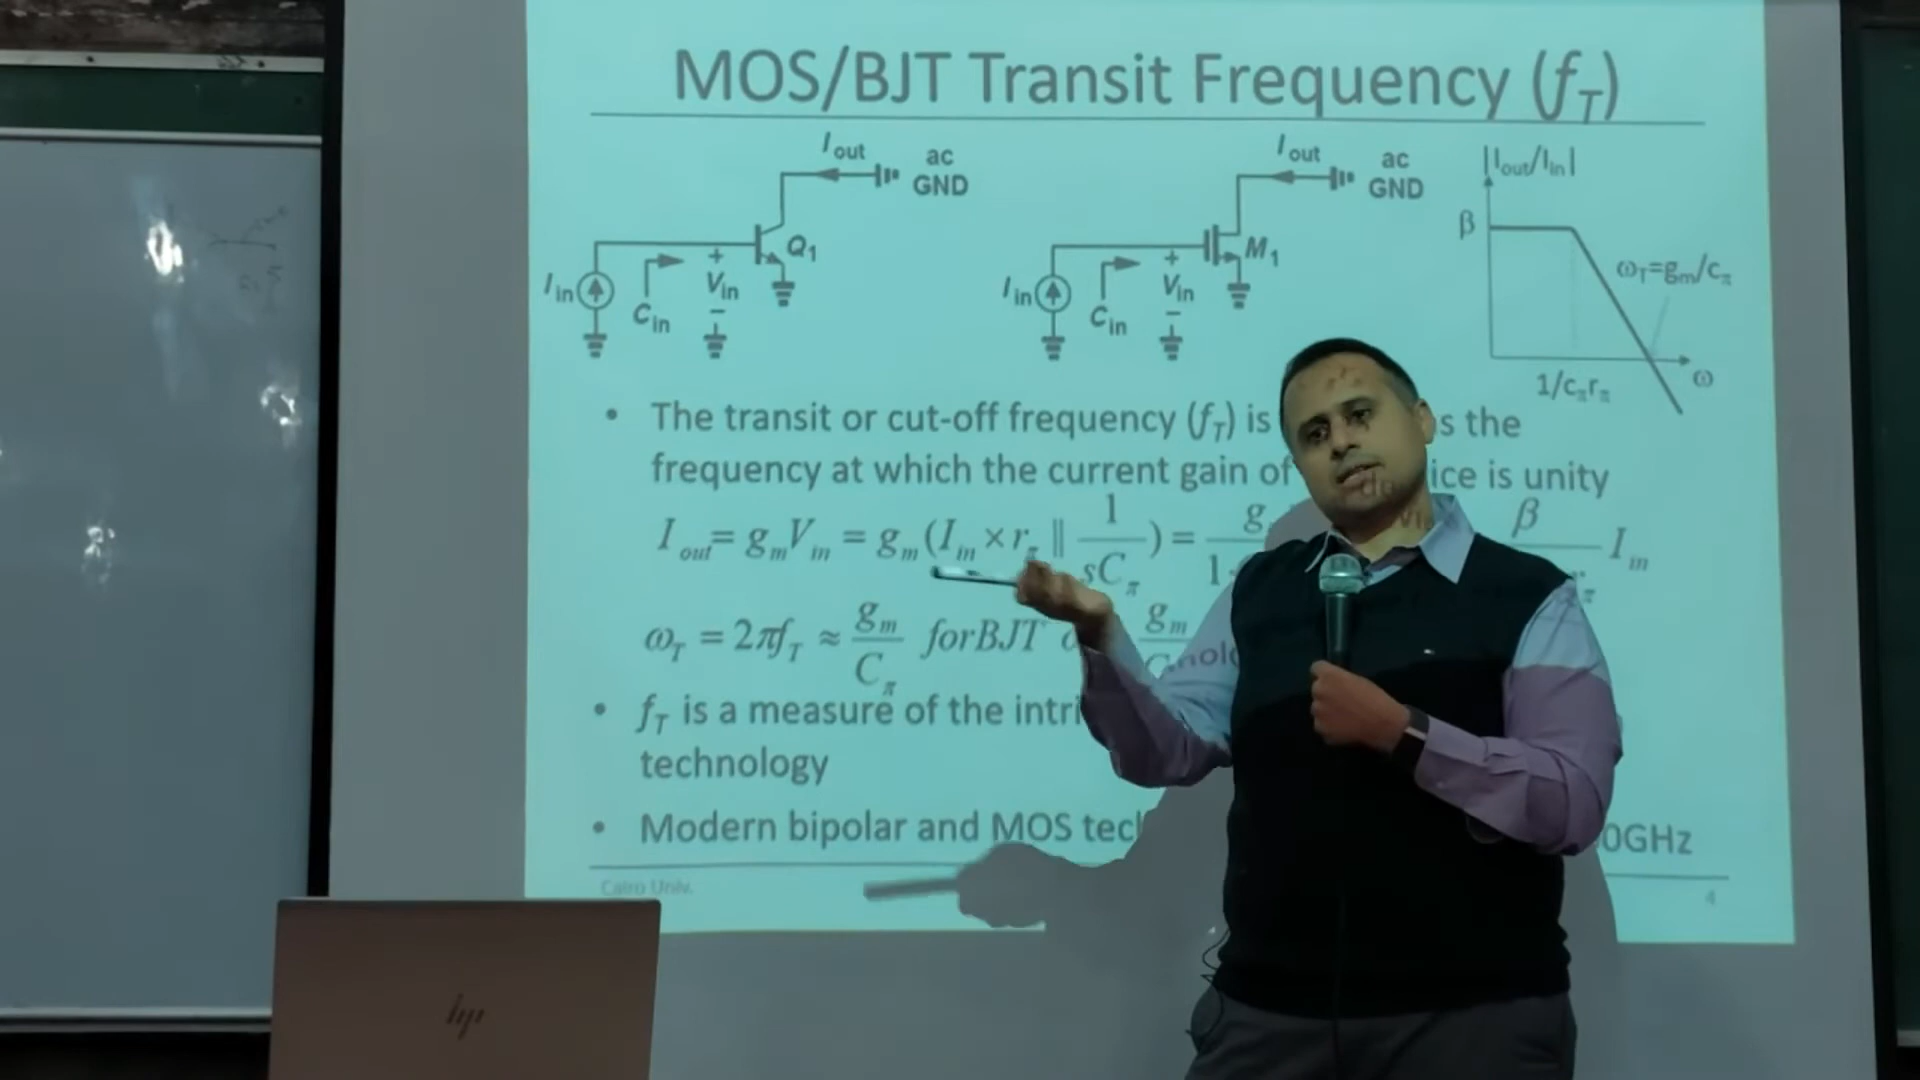 MOS/BJT Transit Frequency (fT)
Iout ac GND
Iin Cin + Vin − Q1
Iout ac GND
Iin Cin + Vin − M1
|Iout/Iin|
β
ωT=gm/cπ
1/cπrπ
ω
• The transit or cut-off frequency (fT) is s the
frequency at which the current gain of ice is unity
Iout = gmVin = gm(Iin × rπ || 1/sCπ) = β Iin
ωT = 2πfT ≈ gm/Cπ forBJT gm
• fT is a measure of the intri
technology
• Modern bipolar and MOS tec 0GHz
Cairo Univ.
4
hp